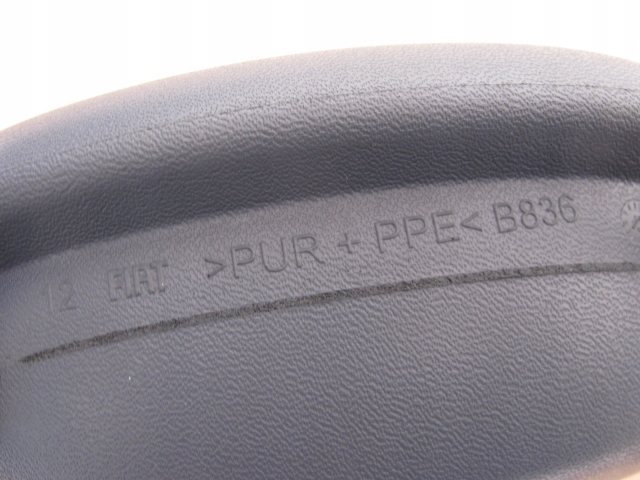 12 FIAT >PUR + PPE< B836